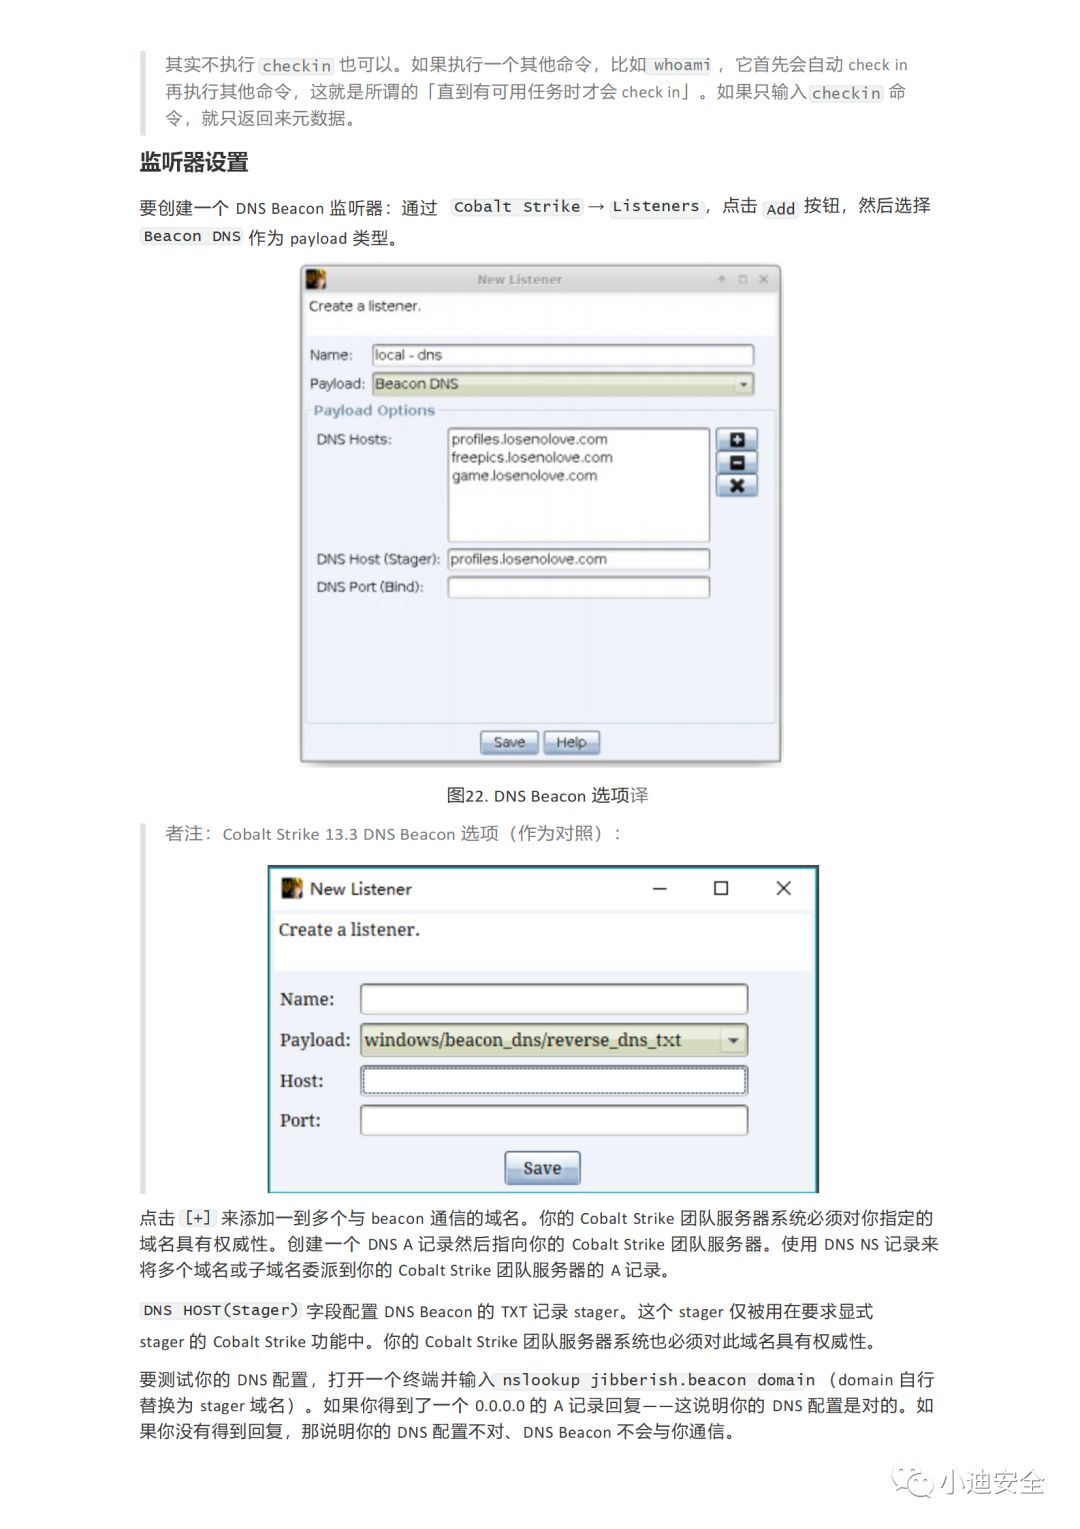 其实不执行 checkin 也可以。如果执行一个其他命令，比如 whoami ，它首先会自动 check in
再执行其他命令，这就是所谓的「直到有可用任务时才会 check in」。如果只输入 checkin 命
令，就只返回来元数据。
监听器设置
要创建一个 DNS Beacon 监听器：通过 Cobalt Strike → Listeners，点击 Add 按钮，然后选择
Beacon DNS 作为 payload 类型。
New Listener
Create a listener.
Name: local - dns
Payload: Beacon DNS
Payload Options
DNS Hosts: profiles.losenolove.com
freepics.losenolove.com
game.losenolove.com
DNS Host (Stager): profiles.losenolove.com
DNS Port (Bind):
Save Help
图22. DNS Beacon 选项译
者注：Cobalt Strike 13.3 DNS Beacon 选项（作为对照）：
New Listener
Create a listener.
Name:
Payload: windows/beacon_dns/reverse_dns_txt
Host:
Port:
Save
点击 [+] 来添加一到多个与 beacon 通信的域名。你的 Cobalt Strike 团队服务器系统必须对你指定的
域名具有权威性。创建一个 DNS A 记录然后指向你的 Cobalt Strike 团队服务器。使用 DNS NS 记录来
将多个域名或子域名委派到你的 Cobalt Strike 团队服务器的 A 记录。
DNS HOST(Stager) 字段配置 DNS Beacon 的 TXT 记录 stager。这个 stager 仅被用在要求显式
stager 的 Cobalt Strike 功能中。你的 Cobalt Strike 团队服务器系统也必须对此域名具有权威性。
要测试你的 DNS 配置，打开一个终端并输入 nslookup jibberish.beacon domain （domain 自行
替换为 stager 域名）。如果你得到了一个 0.0.0.0 的 A 记录回复——这说明你的 DNS 配置是对的。如
果你没有得到回复，那说明你的 DNS 配置不对、DNS Beacon 不会与你通信。
小迪安全